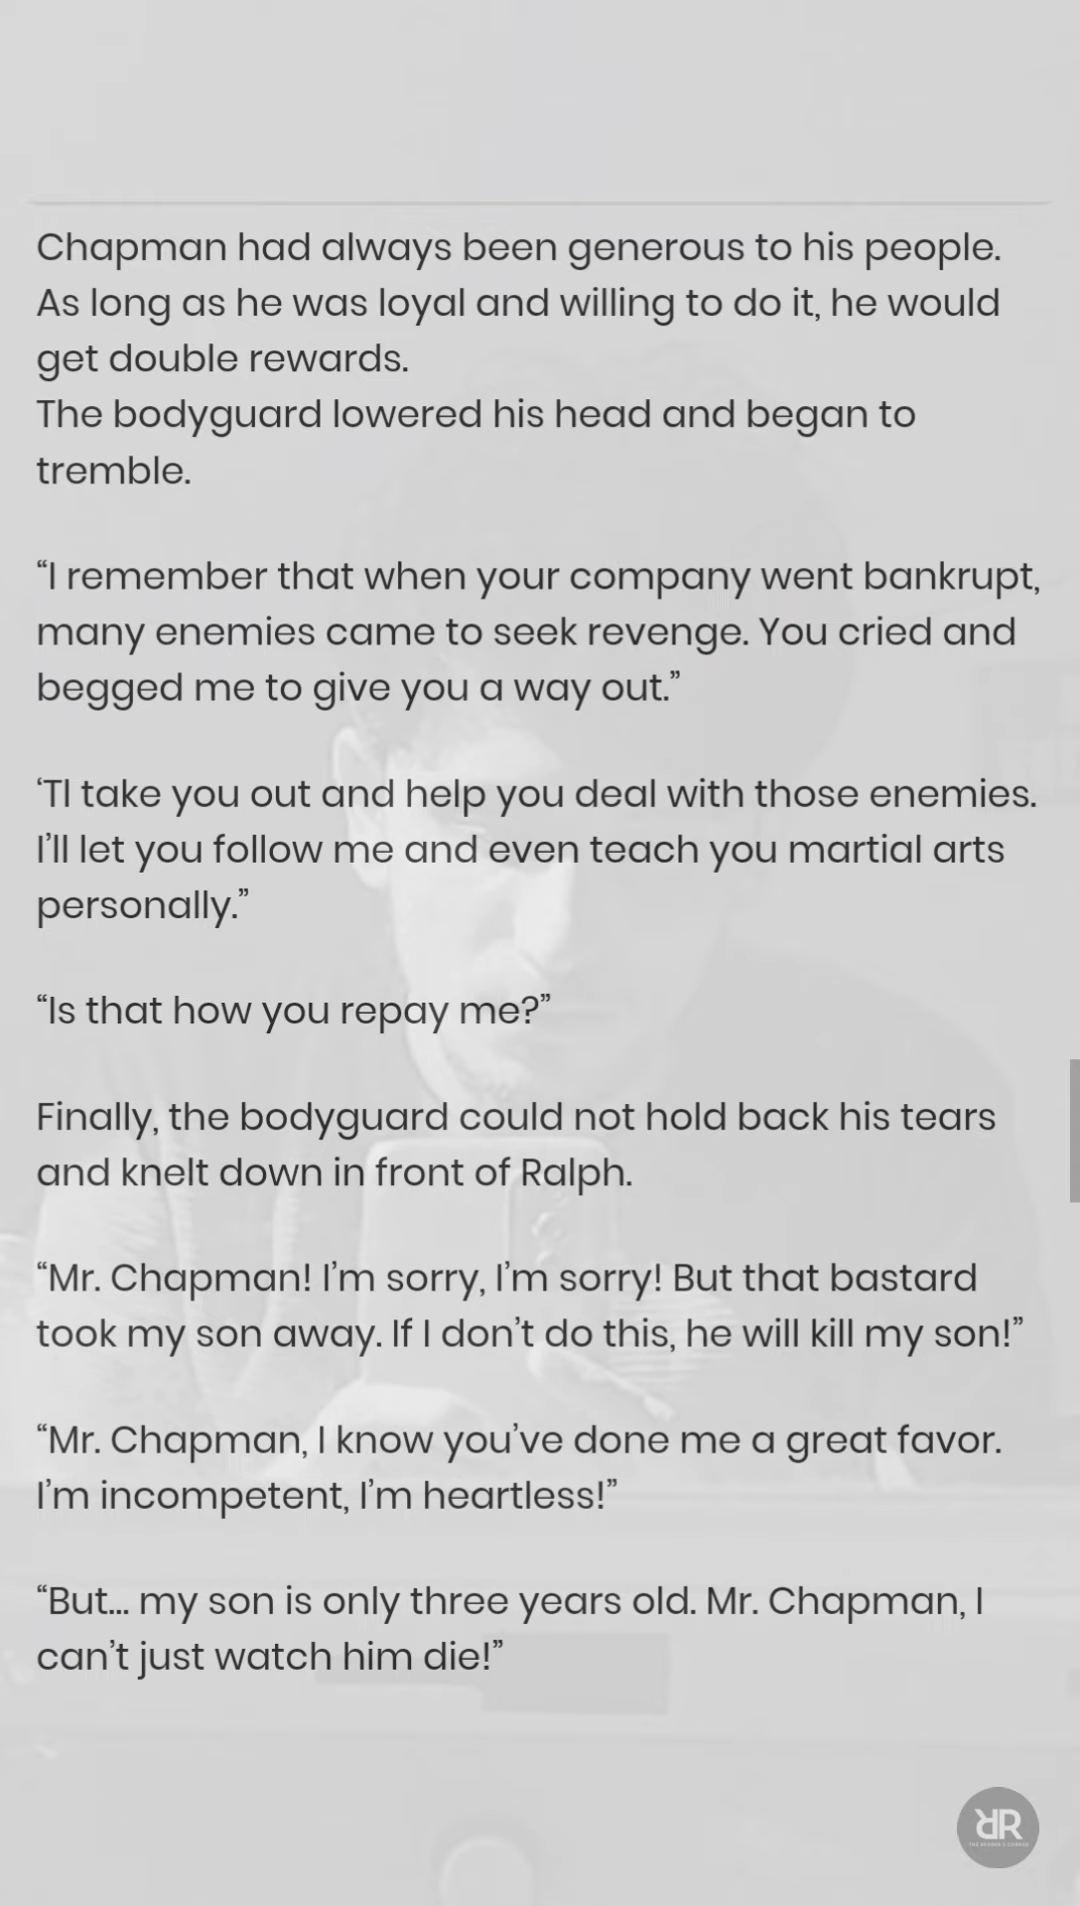 Chapman had always been generous to his people.
As long as he was loyal and willing to do it, he would
get double rewards.
The bodyguard lowered his head and began to
tremble.
“I remember that when your company went bankrupt,
many enemies came to seek revenge. You cried and
begged me to give you a way out.”
‘Tl take you out and help you deal with those enemies.
I’ll let you follow me and even teach you martial arts
personally.”
“Is that how you repay me?”
Finally, the bodyguard could not hold back his tears
and knelt down in front of Ralph.
“Mr. Chapman! I’m sorry, I’m sorry! But that bastard
took my son away. If I don’t do this, he will kill my son!”
“Mr. Chapman, I know you’ve done me a great favor.
I’m incompetent, I’m heartless!”
“But... my son is only three years old. Mr. Chapman, I
can’t just watch him die!”
RR
THE READER'S CORNER